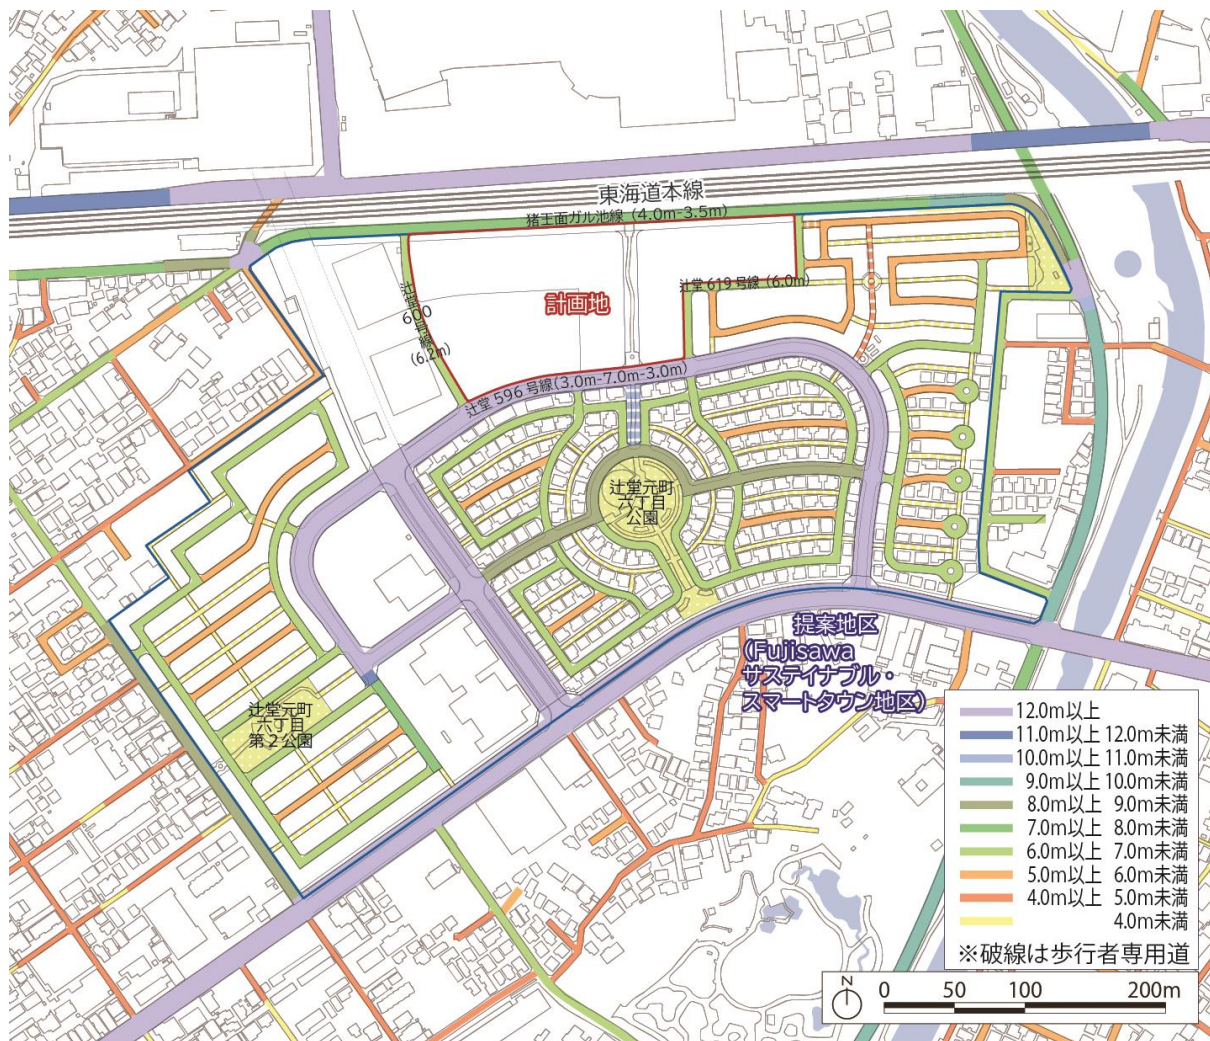 東海道本線
猪王面ガル池線（4.0m-3.5m）
計画地
辻堂 619 号線（6.0m）
辻堂
600
号線
（6.2m）
辻堂 596 号線(3.0m-7.0m-3.0m)
辻堂元町
六丁目
公園
提案地区
（Fujisawa
サスティナブル・
スマートタウン地区）
辻堂元町
六丁目
第２公園
12.0m以上
11.0m以上 12.0m未満
10.0m以上 11.0m未満
9.0m以上 10.0m未満
8.0m以上 9.0m未満
7.0m以上 8.0m未満
6.0m以上 7.0m未満
5.0m以上 6.0m未満
4.0m以上 5.0m未満
4.0m未満
※破線は歩行者専用道
N
0 50 100 200m